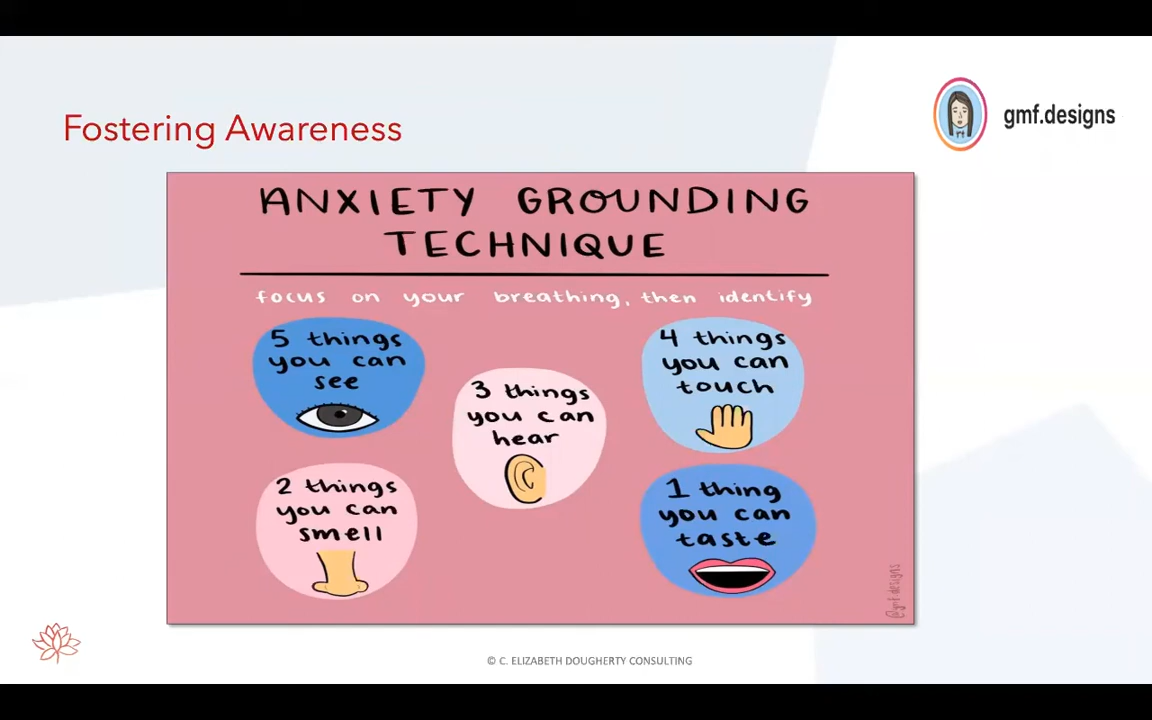 Fostering Awareness
gmf.designs
ANXIETY GROUNDING
TECHNIQUE
focus on your breathing, then identify
5 things
you can
see
4 things
you can
touch
3 things
you can
hear
2 things
you can
smell
1 thing
you can
taste
@gmf.designs
© C. ELIZABETH DOUGHERTY CONSULTING